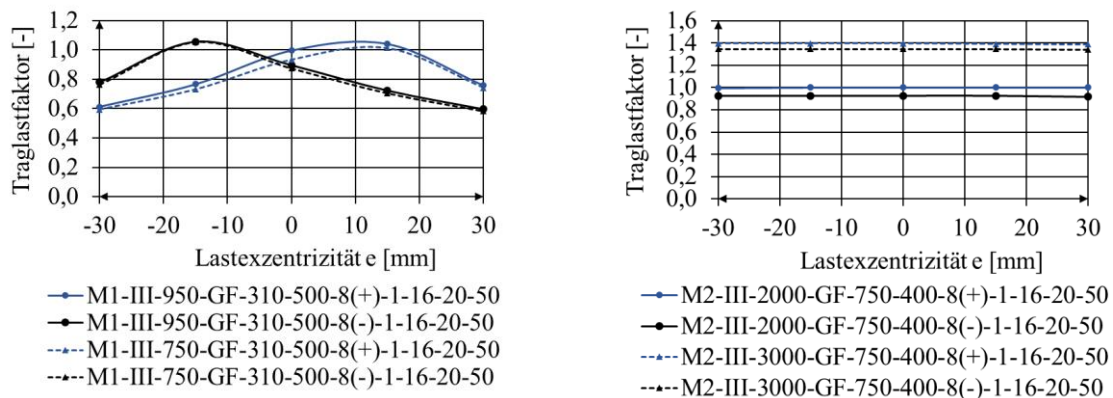 Traglastfaktor [-]
1,2
1,0
0,8
0,6
0,4
0,2
0,0
-30 -20 -10 0 10 20 30
Lastexzentrizität e [mm]
M1-III-950-GF-310-500-8(+)-1-16-20-50
M1-III-950-GF-310-500-8(-)-1-16-20-50
M1-III-750-GF-310-500-8(+)-1-16-20-50
M1-III-750-GF-310-500-8(-)-1-16-20-50
Traglastfaktor [-]
1,6
1,4
1,2
1,0
0,8
0,6
0,4
0,2
0,0
-30 -20 -10 0 10 20 30
Lastexzentrizität e [mm]
M2-III-2000-GF-750-400-8(+)-1-16-20-50
M2-III-2000-GF-750-400-8(-)-1-16-20-50
M2-III-3000-GF-750-400-8(+)-1-16-20-50
M2-III-3000-GF-750-400-8(-)-1-16-20-50